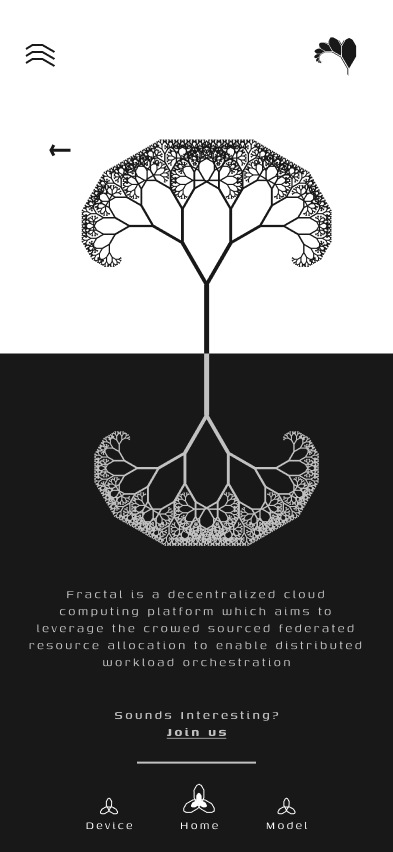 Fractal is a decentralized cloud
computing platform which aims to
leverage the crowed sourced federated
resource allocation to enable distributed
workload orchestration
Sounds Interesting?
Join us
Device
Home
Model